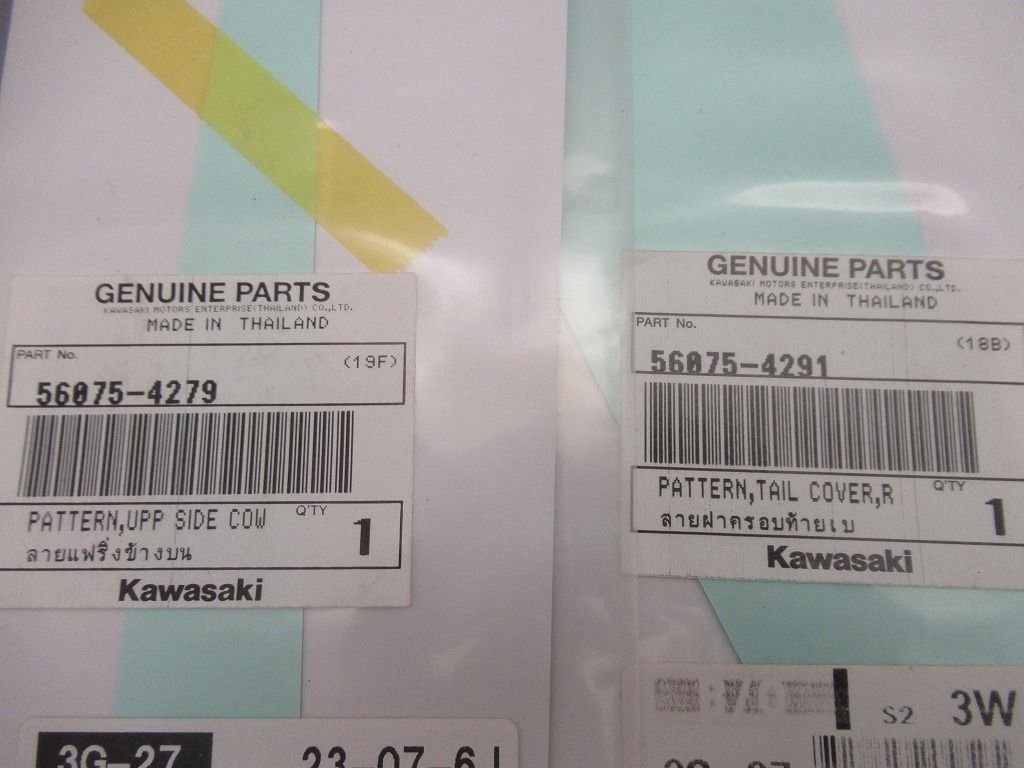 GENUINE PARTS
KAWASAKI MOTORS ENTERPRISE(THAILAND) CO.,LTD.
MADE IN THAILAND
PART No.
(19F)
56075-4279
PATTERN,UPP SIDE COW
Q'TY
1
ลายแฟริ่งข้างบน
Kawasaki
3G-27
GENUINE PARTS
KAWASAKI MOTORS ENTERPRISE(THAILAND) CO.,LTD.
MADE IN THAILAND
PART No.
(18B)
56075-4291
PATTERN,TAIL COVER,R
Q'TY
1
ลายฝาครอบท้ายเบ
Kawasaki
S2 3W